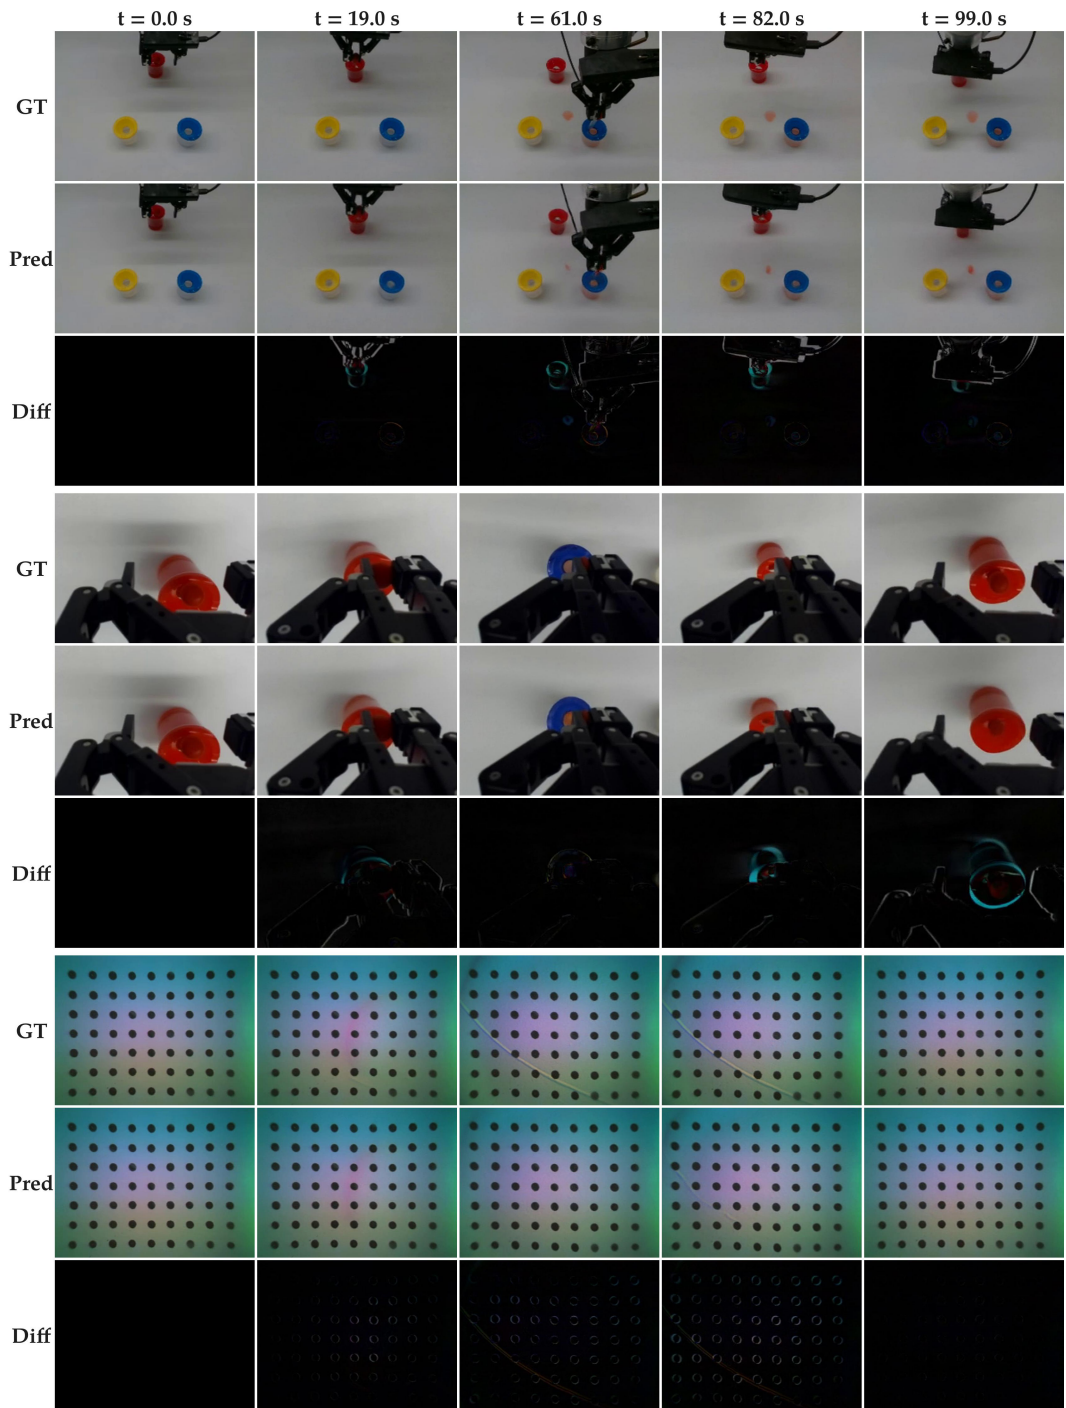 t = 0.0 s t = 19.0 s t = 61.0 s t = 82.0 s t = 99.0 s
GT
Pred
Diff
GT
Pred
Diff
GT
Pred
Diff